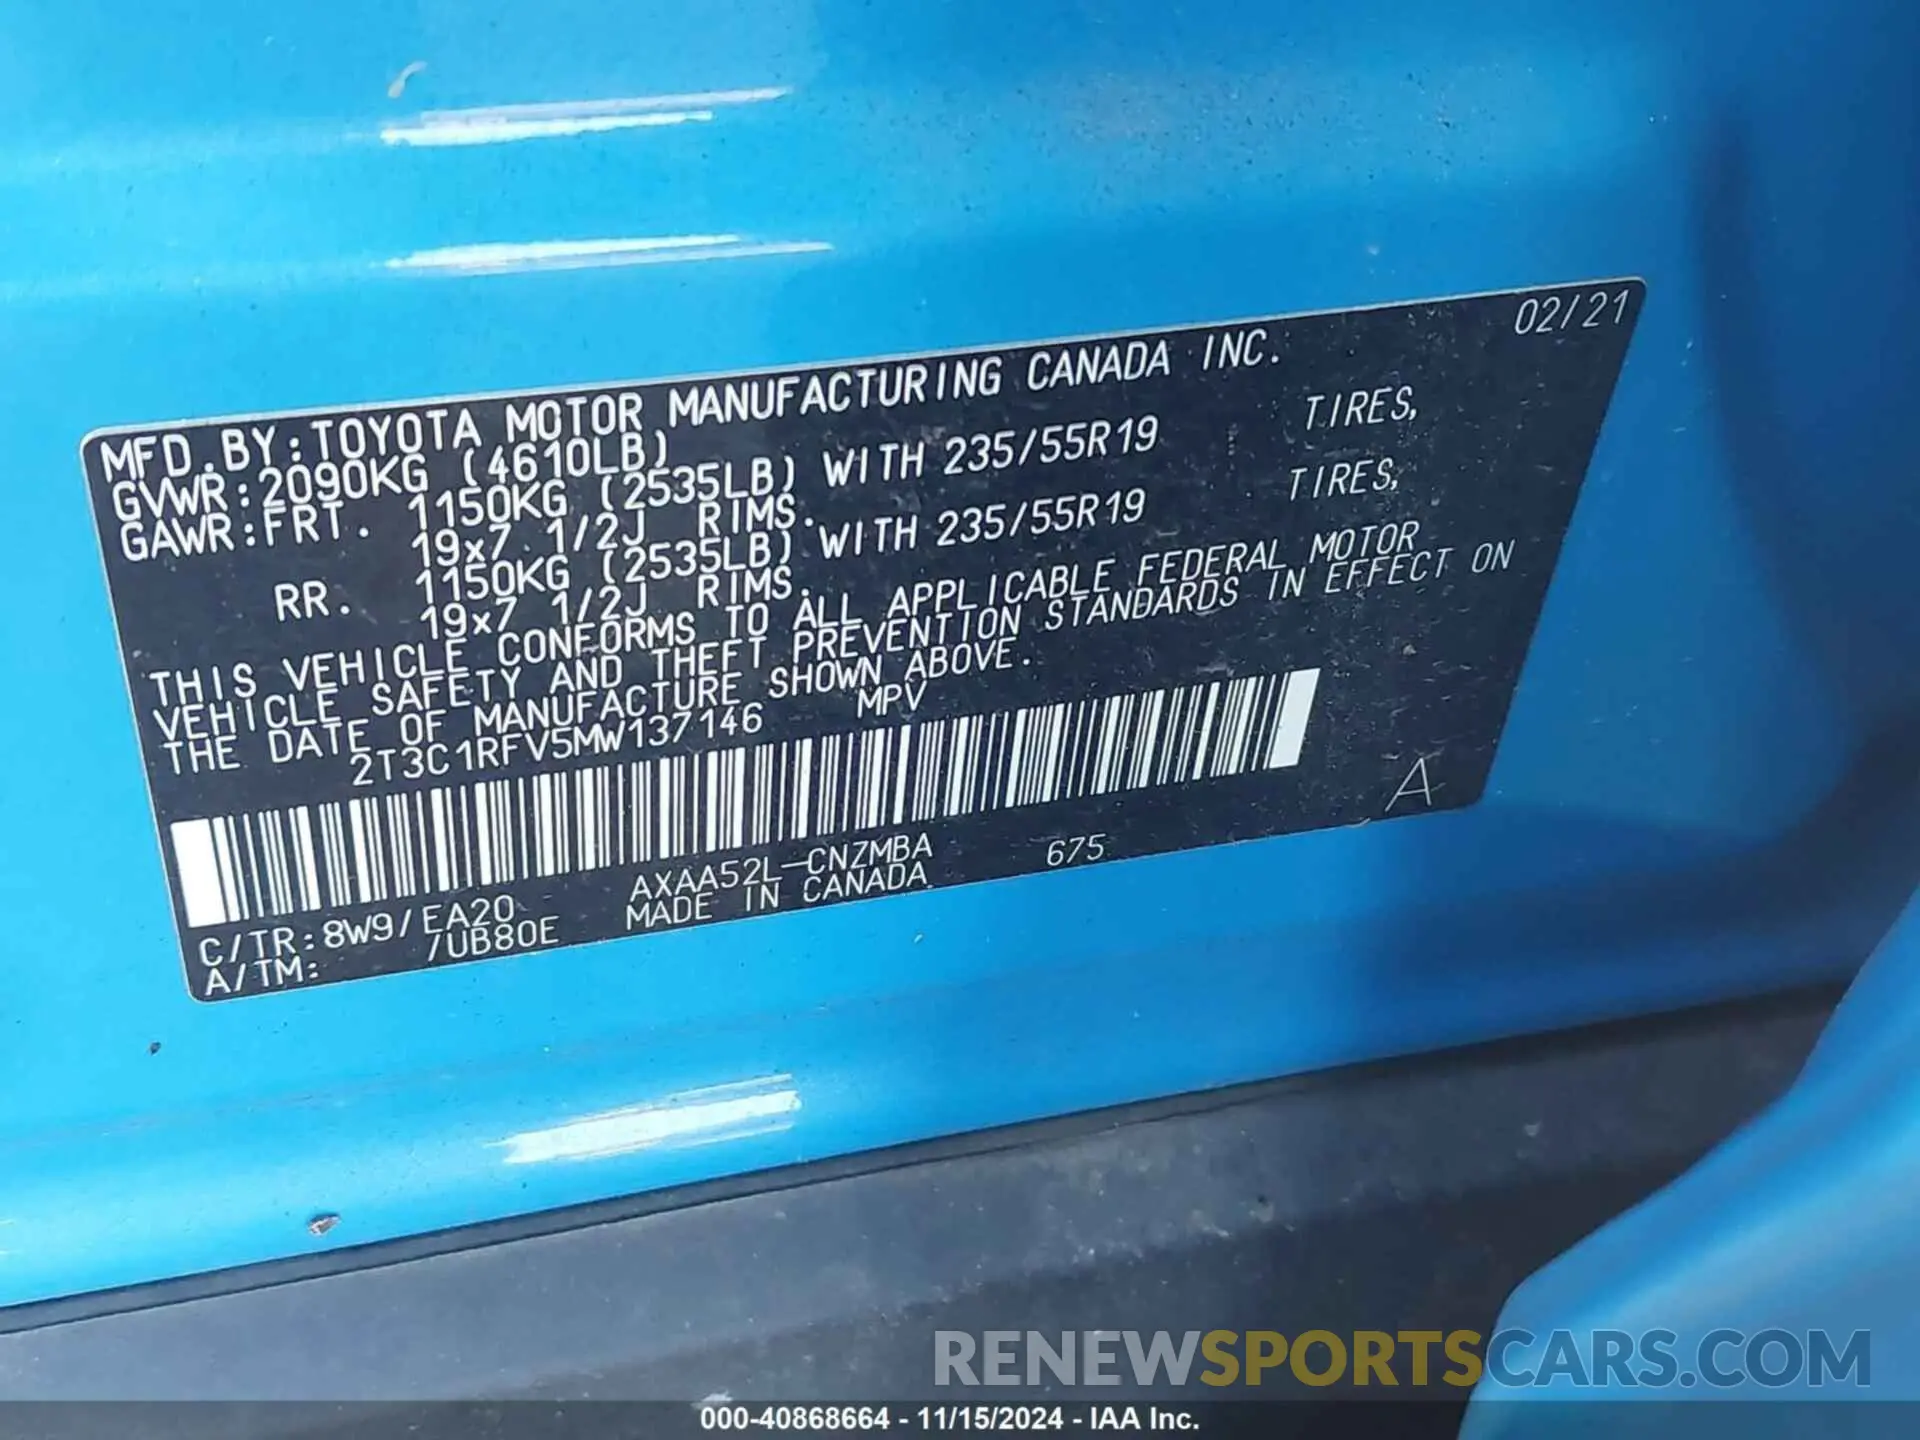 02/21
MFD.BY:TOYOTA MOTOR MANUFACTURING CANADA INC.
GVWR:2090KG (4610LB)
GAWR:FRT. 1150KG (2535LB) WITH 235/55R19 TIRES,
19x7 1/2J RIMS.
RR. 1150KG (2535LB) WITH 235/55R19 TIRES,
19x7 1/2J RIMS.
THIS VEHICLE CONFORMS TO ALL APPLICABLE FEDERAL MOTOR
VEHICLE SAFETY AND THEFT PREVENTION STANDARDS IN EFFECT ON
THE DATE OF MANUFACTURE SHOWN ABOVE.
2T3C1RFV5MW137146 MPV
A
C/TR:8W9/EA20 AXAA52L-CNZMBA 675
A/TM: /UB80E MADE IN CANADA
RENEWSPORTSCARS.COM
000-40868664 - 11/15/2024 - IAA Inc.